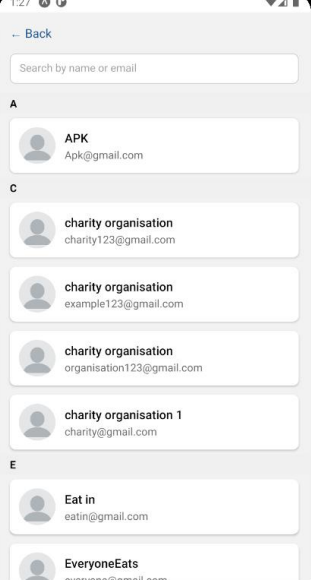 1:27
← Back
Search by name or email
A
APK
Apk@gmail.com
C
charity organisation
charity123@gmail.com
charity organisation
example123@gmail.com
charity organisation
organisation123@gmail.com
charity organisation 1
charity@gmail.com
E
Eat in
eatin@gmail.com
EveryoneEats